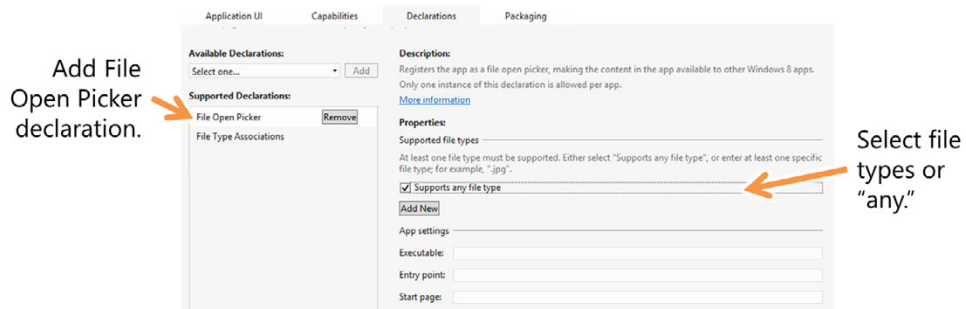 Application UI
Capabilities
Declarations
Packaging
Add File
Open Picker
declaration.
Available Declarations:
Select one...
Add
Supported Declarations:
File Open Picker
Remove
File Type Associations
Description:
Registers the app as a file open picker, making the content in the app available to other Windows 8 apps.
Only one instance of this declaration is allowed per app.
More information
Properties:
Supported file types
At least one file type must be supported. Either select "Supports any file type", or enter at least one specific
file type; for example, ".jpg".
Supports any file type
Add New
App settings
Executable:
Entry point:
Start page:
Select file
types or
“any.”